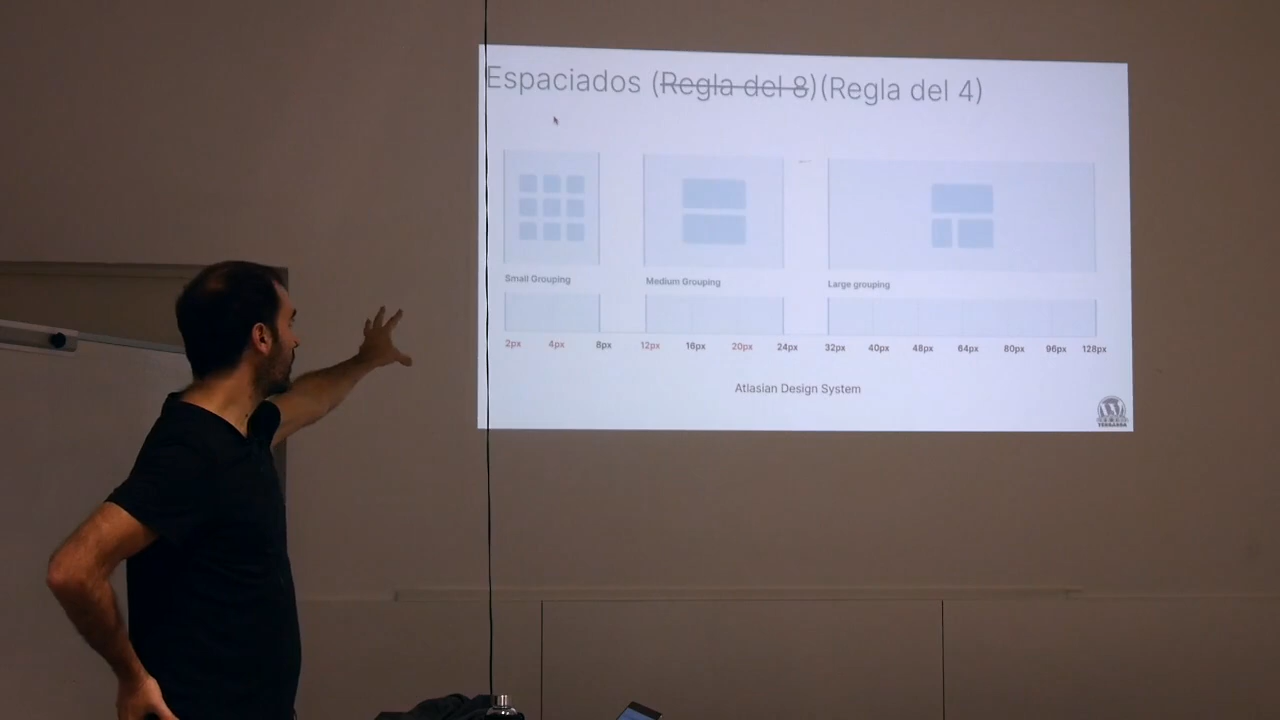 Espaciados (Regla del 8)(Regla del 4)
Small Grouping
Medium Grouping
Large grouping
2px 4px 8px 12px 16px 20px 24px 32px 40px 48px 64px 80px 96px 128px
Atlasian Design System
TERRASSA